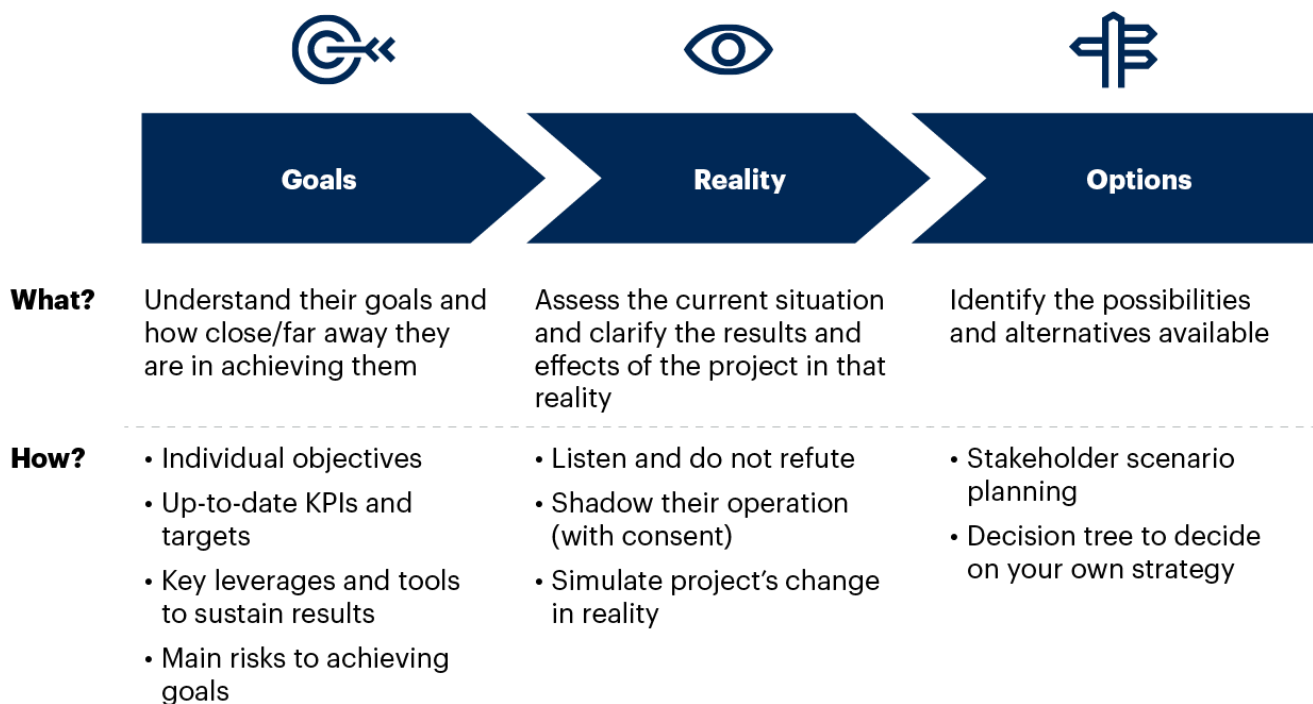 Goals
Reality
Options
What?
Understand their goals and
how close/far away they
are in achieving them
Assess the current situation
and clarify the results and
effects of the project in that
reality
Identify the possibilities
and alternatives available
How?
• Individual objectives
• Up-to-date KPIs and
targets
• Key leverages and tools
to sustain results
• Main risks to achieving
goals
• Listen and do not refute
• Shadow their operation
(with consent)
• Simulate project’s change
in reality
• Stakeholder scenario
planning
• Decision tree to decide
on your own strategy